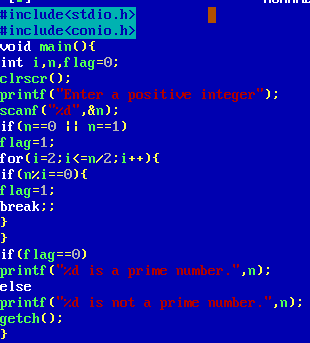 #include<stdio.h>
#include<conio.h>
void main(){
int i,n,flag=0;
clrscr();
printf("Enter a positive integer");
scanf("%d",&n);
if(n==0 || n==1)
flag=1;
for(i=2;i<=n/2;i++){
if(n%i==0){
flag=1;
break;;
}
}
if(flag==0)
printf("%d is a prime number.",n);
else
printf("%d is not a prime number.",n);
getch();
}